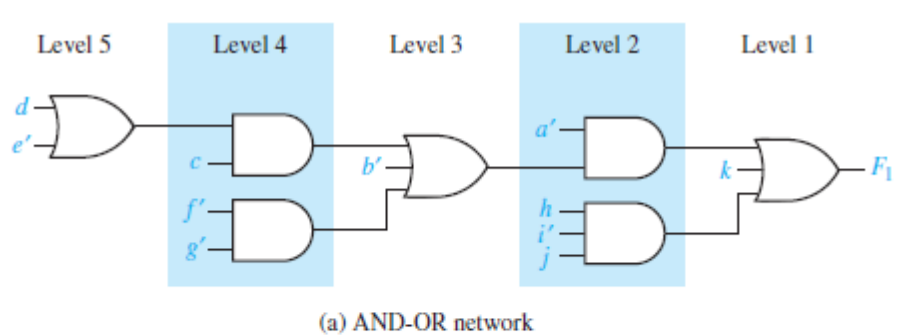 Level 5 Level 4 Level 3 Level 2 Level 1
d
e′
c
f′
g′
b′
a′
h
i′
j
k
F₁
(a) AND-OR network